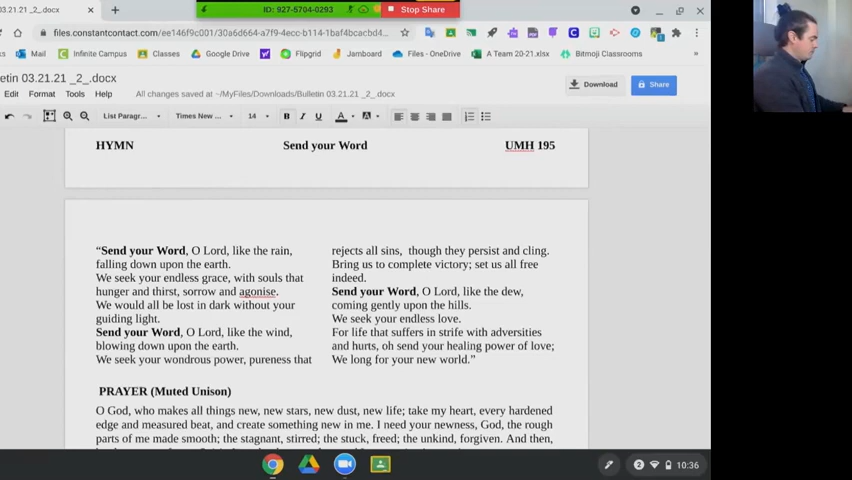 03.21.21 _2_.docx
ID: 927-5704-0293
Stop Share
files.constantcontact.com/ee146f9c001/30a6d664-a7f9-4ecc-b114-1baf4bcacbd4...
Mail
Infinite Campus
Classes
Google Drive
Flipgrid
Jamboard
Files - OneDrive
A Team 20-21.xlsx
Bitmoji Classrooms
etin 03.21.21 _2_.docx
Download
Share
Edit Format Tools Help
All changes saved at ~/MyFiles/Downloads/Bulletin 03.21.21 _2_.docx
List Paragr...
Times New ...
14
B I U A A
HYMN Send your Word UMH 195
“Send your Word, O Lord, like the rain,
falling down upon the earth.
We seek your endless grace, with souls that
hunger and thirst, sorrow and agonise.
We would all be lost in dark without your
guiding light.
Send your Word, O Lord, like the wind,
blowing down upon the earth.
We seek your wondrous power, pureness that
rejects all sins, though they persist and cling.
Bring us to complete victory; set us all free
indeed.
Send your Word, O Lord, like the dew,
coming gently upon the hills.
We seek your endless love.
For life that suffers in strife with adversities
and hurts, oh send your healing power of love;
We long for your new world.”
PRAYER (Muted Unison)
O God, who makes all things new, new stars, new dust, new life; take my heart, every hardened
edge and measured beat, and create something new in me. I need your newness, God, the rough
parts of me made smooth; the stagnant, stirred; the stuck, freed; the unkind, forgiven. And then,
2
10:36